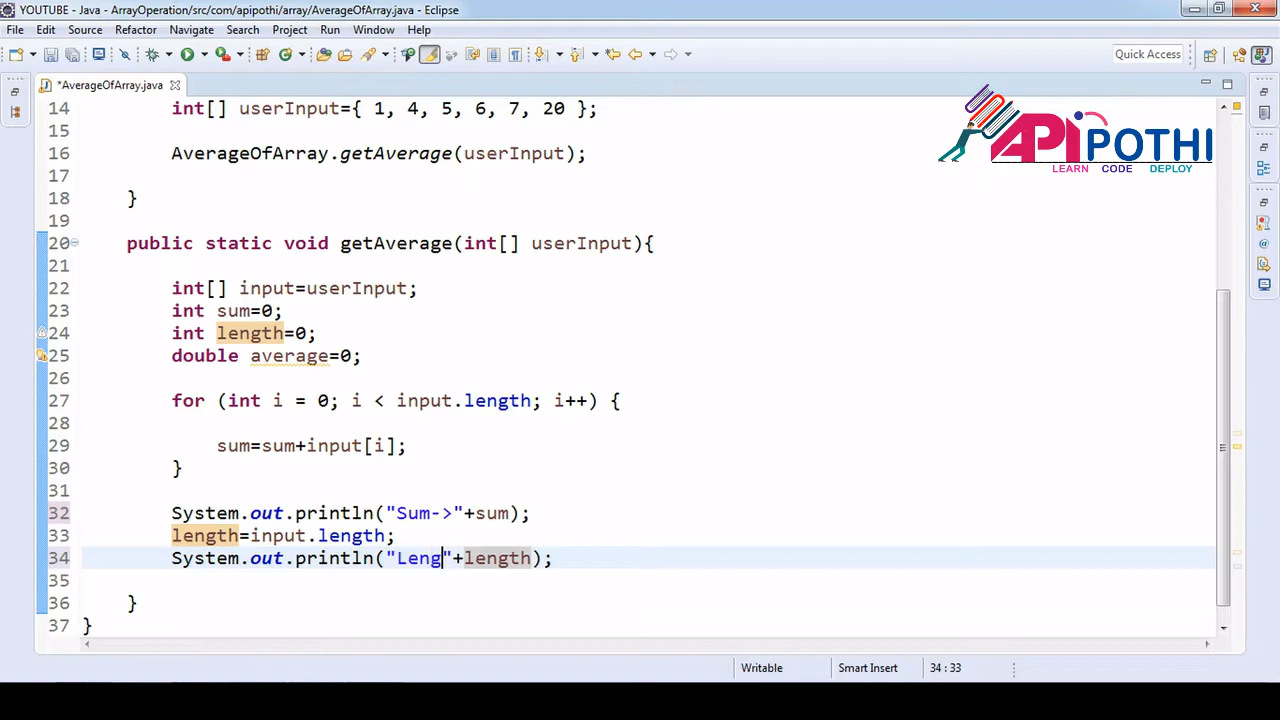 YOUTUBE - Java - ArrayOperation/src/com/apipothi/array/AverageOfArray.java - Eclipse
File Edit Source Refactor Navigate Search Project Run Window Help
Quick Access
*AverageOfArray.java
14 int[] userInput={ 1, 4, 5, 6, 7, 20 };
15
16 AverageOfArray.getAverage(userInput);
17
18 }
19
20 public static void getAverage(int[] userInput){
21
22 int[] input=userInput;
23 int sum=0;
24 int length=0;
25 double average=0;
26
27 for (int i = 0; i < input.length; i++) {
28
29 sum=sum+input[i];
30 }
31
32 System.out.println("Sum->"+sum);
33 length=input.length;
34 System.out.println("Leng"+length);
35
36 }
37 }
APIPOTHI
LEARN CODE DEPLOY
Writable Smart Insert 34 : 33